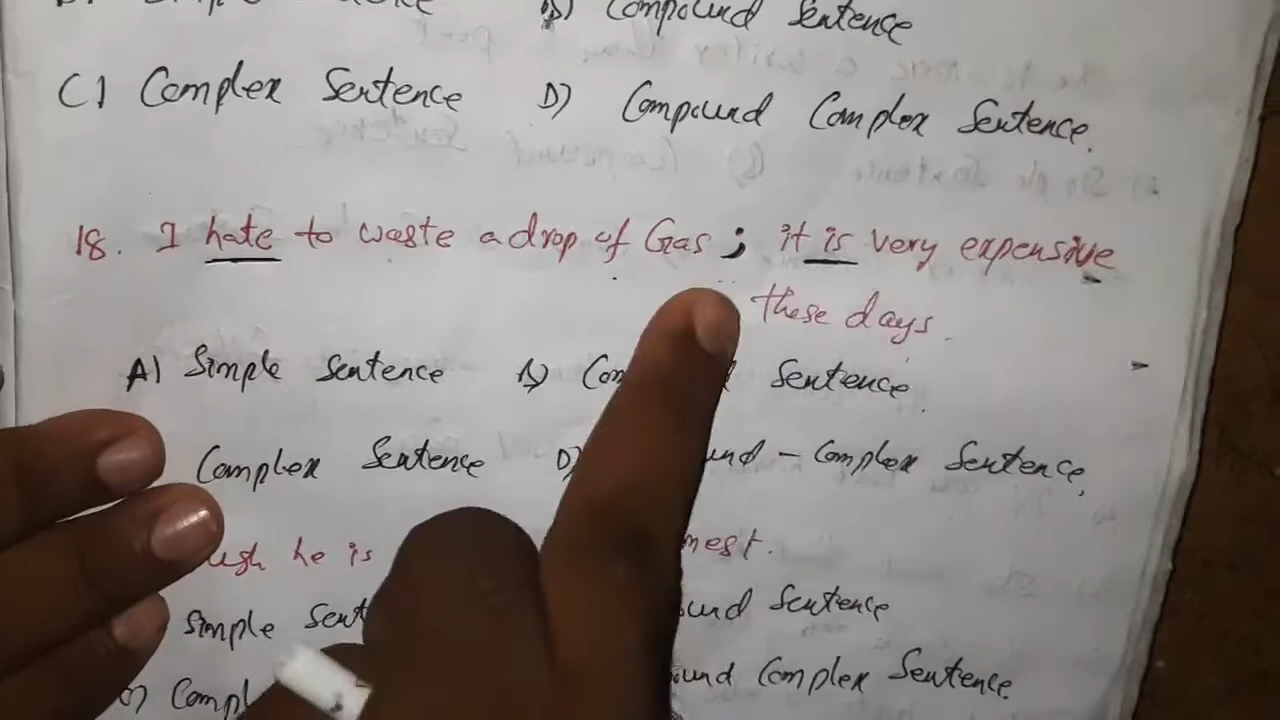 Compound Sentence
C) Complex Sentence D) Compound Complex Sentence.
18. I hate to waste a drop of Gas ; it is very expensive
these days.
A) Simple Sentence B) Sentence.
Complex Sentence D) - Complex Sentence.
he is
Simple Sentence
Complex Sentence.